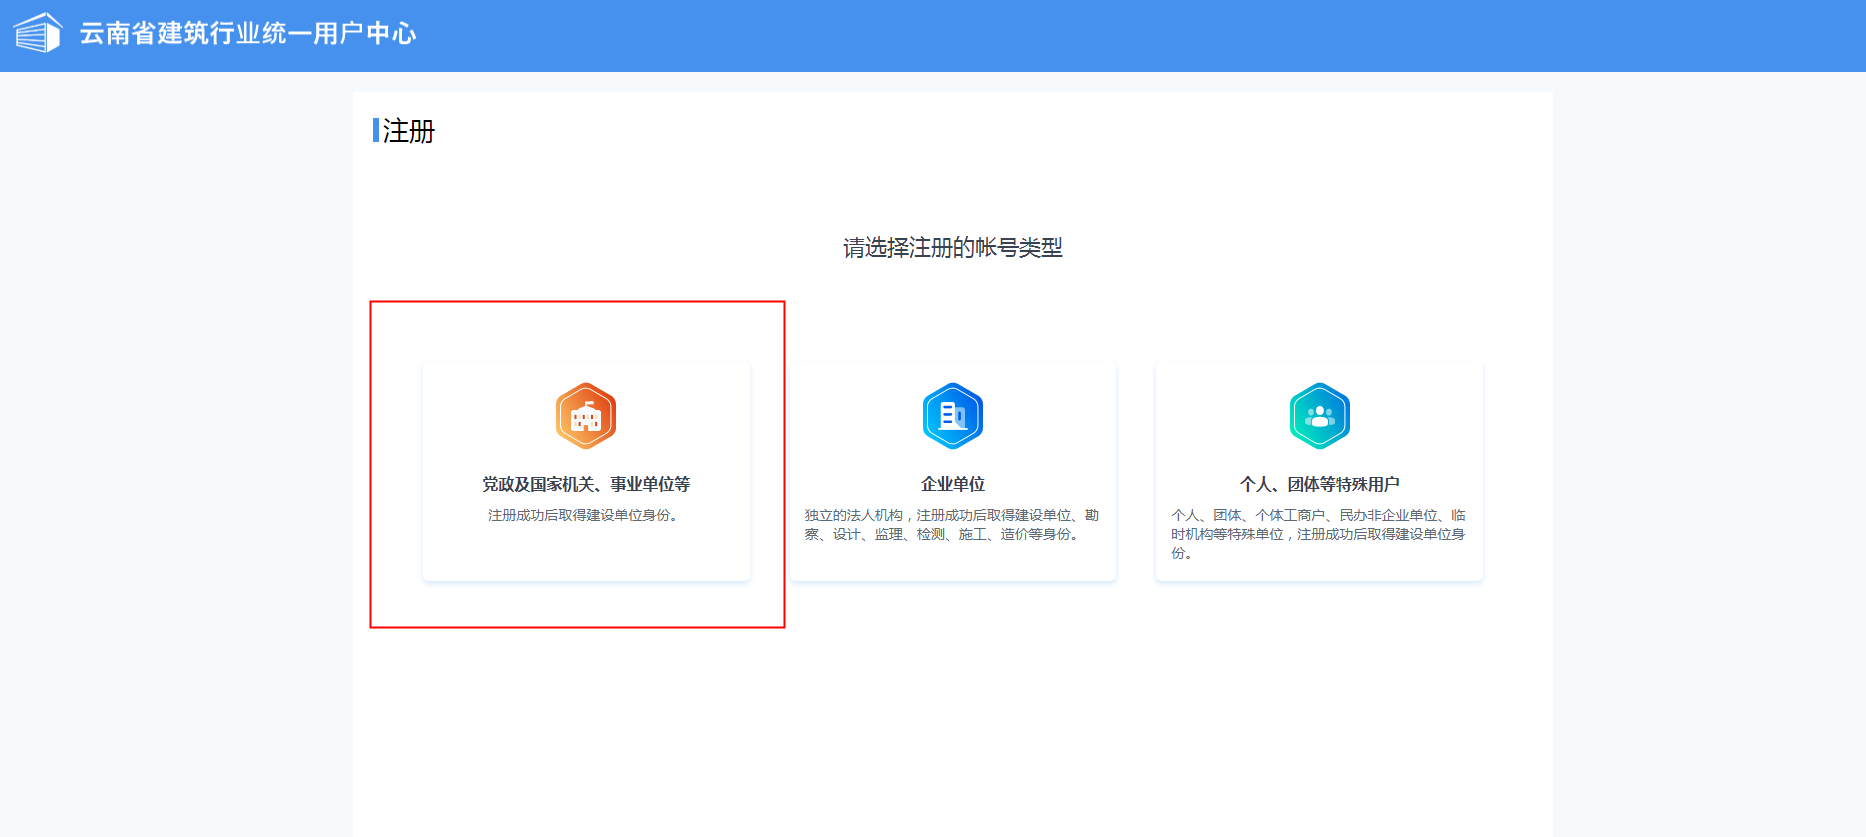 云南省建筑行业统一用户中心
注册
请选择注册的帐号类型
党政及国家机关、事业单位等
注册成功后取得建设单位身份。
企业单位
独立的法人机构，注册成功后取得建设单位、勘
察、设计、监理、检测、施工、造价等身份。
个人、团体等特殊用户
个人、团体、个体工商户、民办非企业单位、临
时机构等特殊单位，注册成功后取得建设单位身
份。